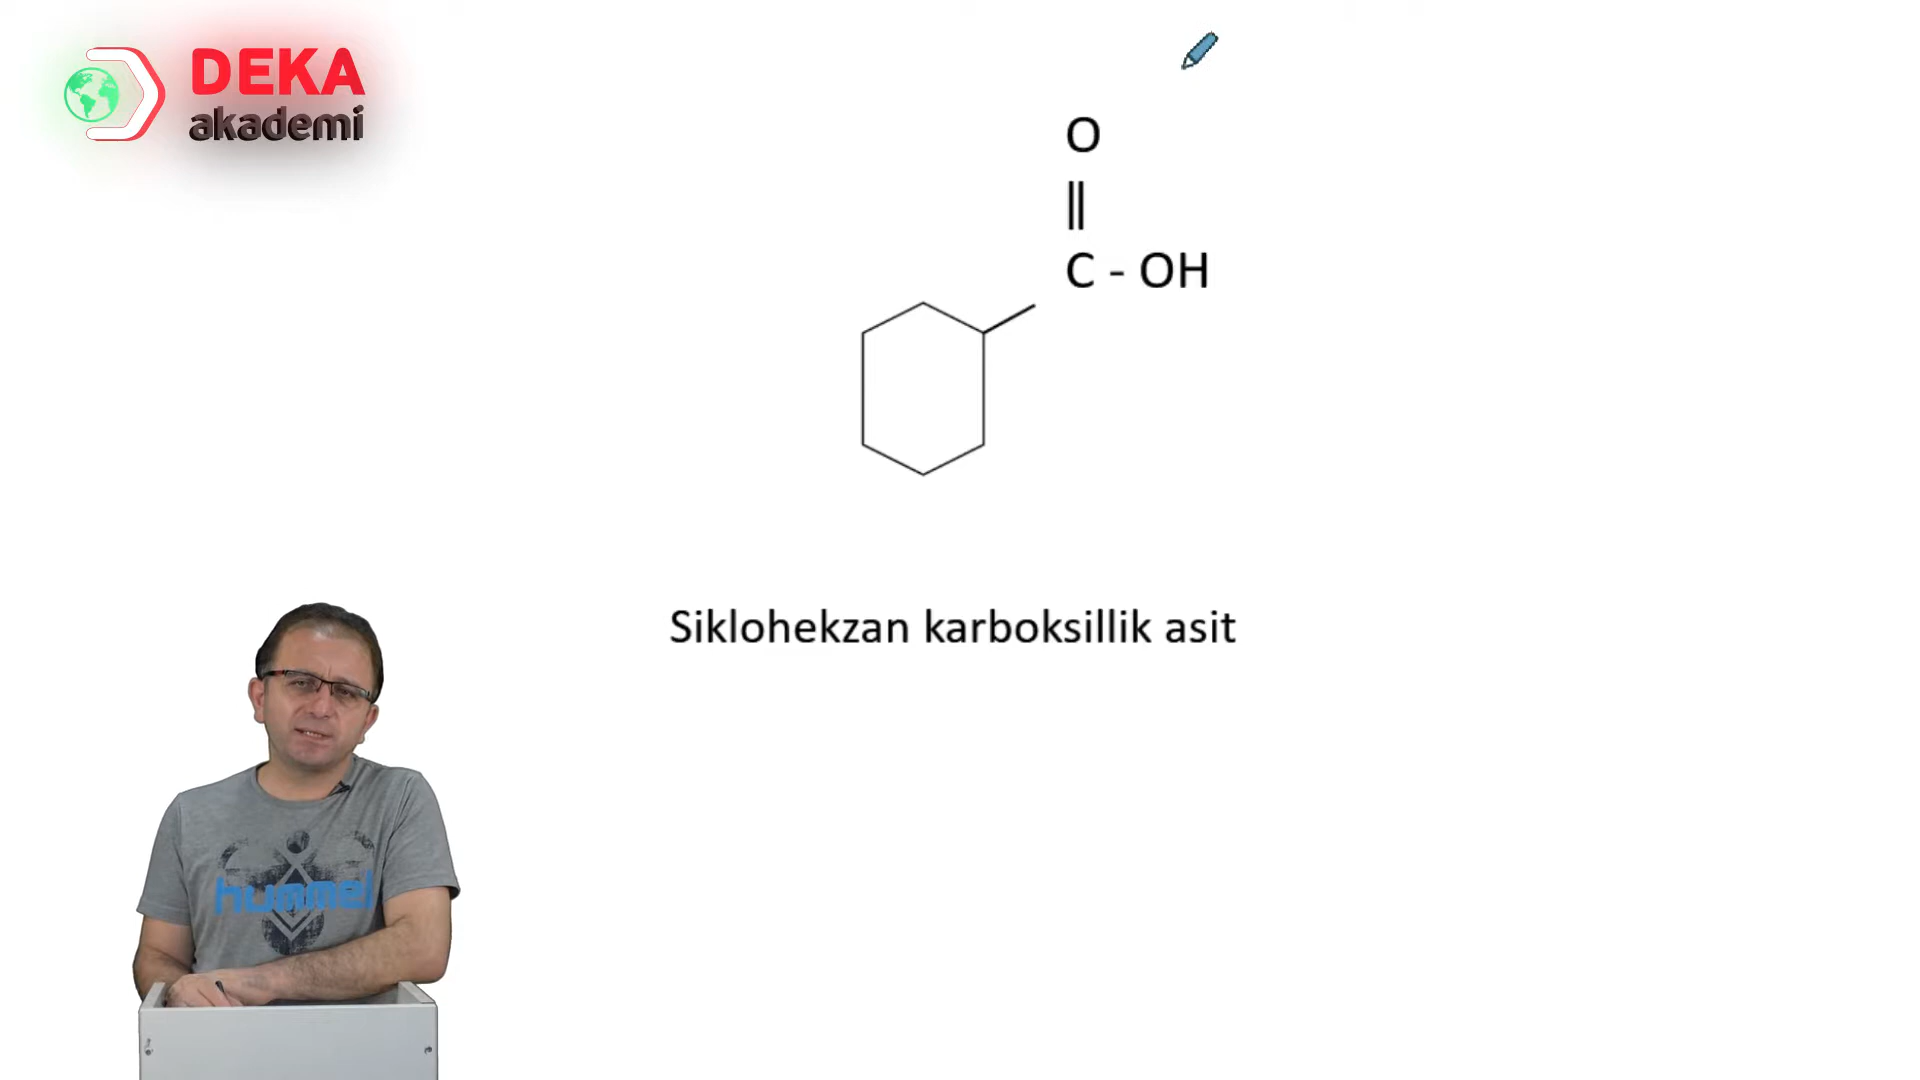 DEKA
akademi
O
||
C - OH
Siklohekzan karboksillik asit
hummel